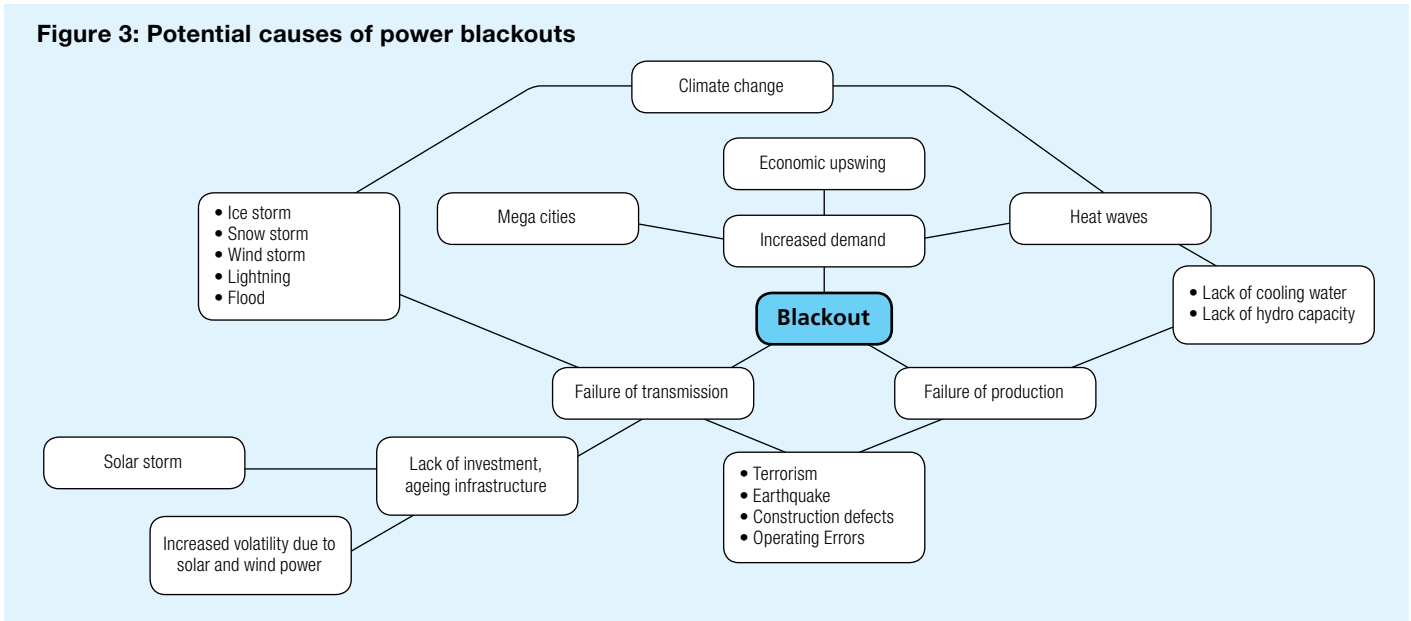 Figure 3: Potential causes of power blackouts
Climate change
Economic upswing
• Ice storm
• Snow storm
• Wind storm
• Lightning
• Flood
Mega cities
Increased demand
Heat waves
• Lack of cooling water
• Lack of hydro capacity
Blackout
Failure of transmission
Failure of production
Solar storm
Lack of investment,
ageing infrastructure
• Terrorism
• Earthquake
• Construction defects
• Operating Errors
Increased volatility due to
solar and wind power